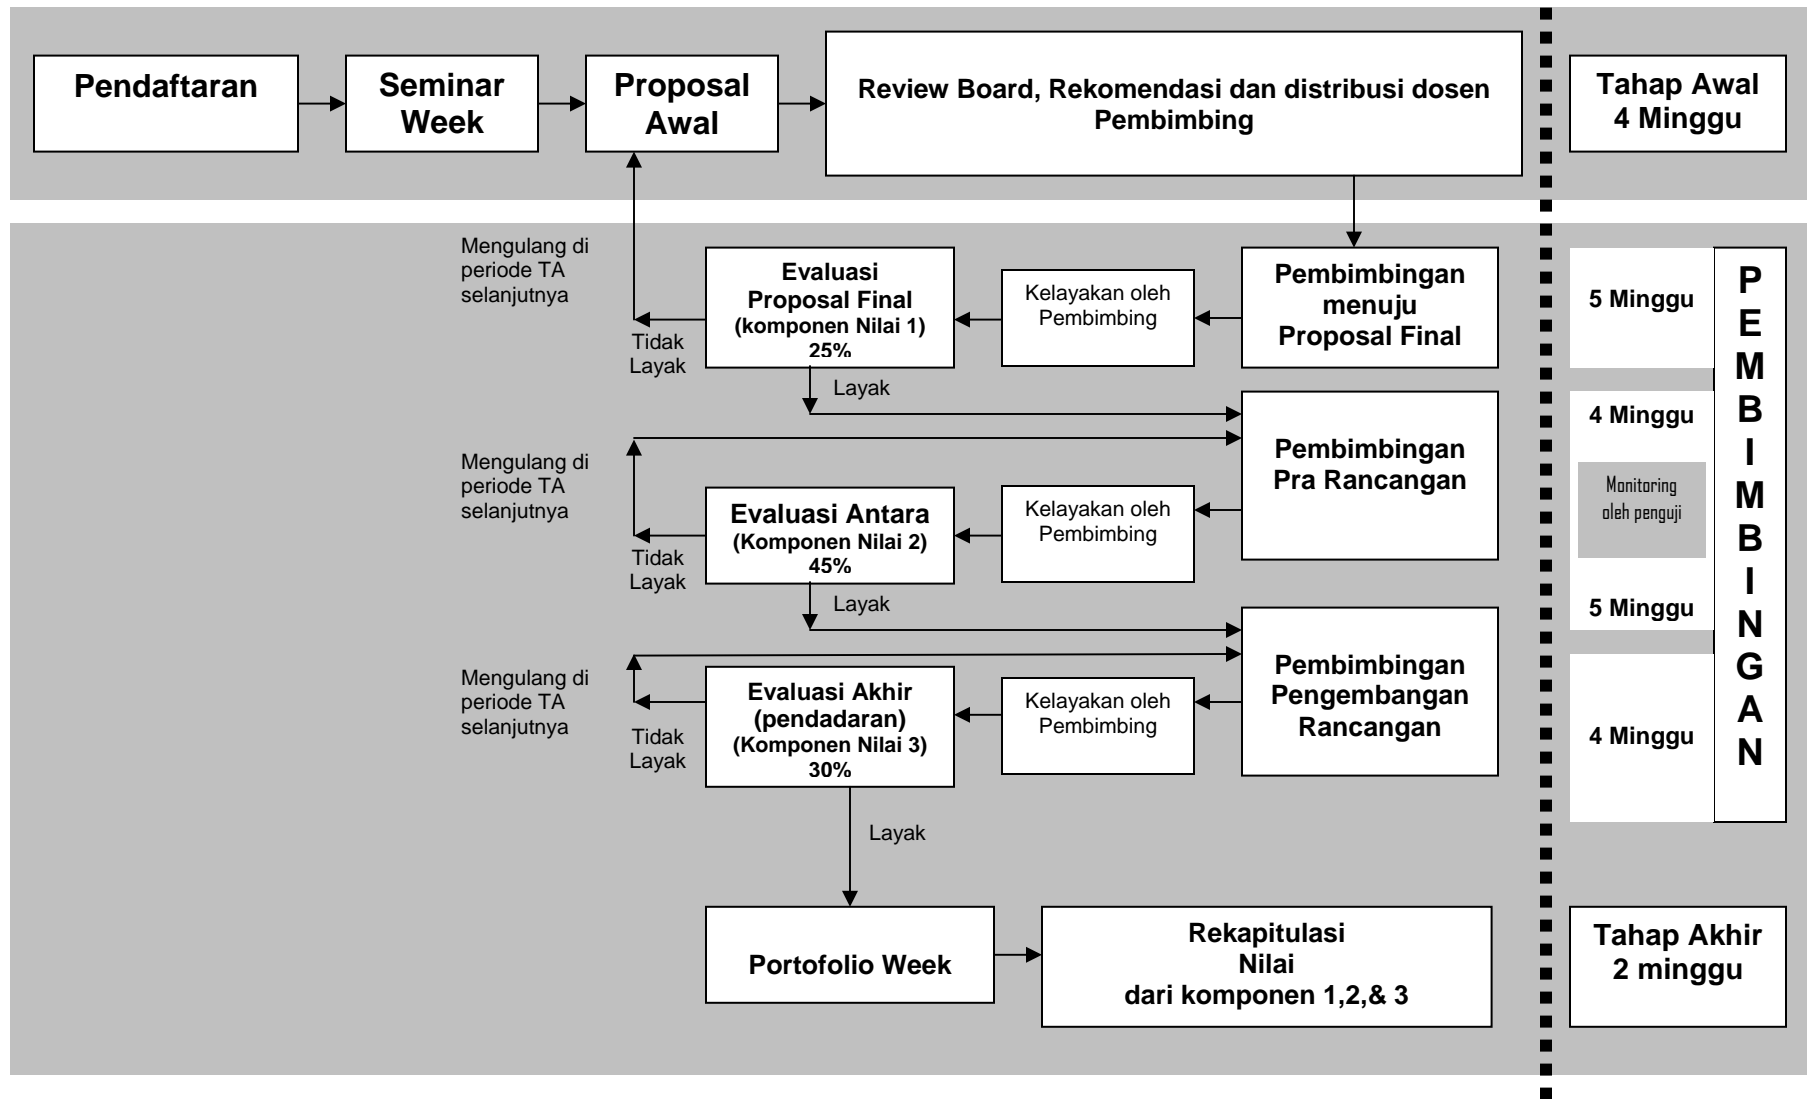 Pendaftaran
Seminar
Week
Proposal
Awal
Review Board, Rekomendasi dan distribusi dosen
Pembimbing
Tahap Awal
4 Minggu
Mengulang di
periode TA
selanjutnya
Tidak
Layak
Evaluasi
Proposal Final
(komponen Nilai 1)
25%
Layak
Kelayakan oleh
Pembimbing
Pembimbingan
menuju
Proposal Final
5 Minggu
Mengulang di
periode TA
selanjutnya
Tidak
Layak
Evaluasi Antara
(Komponen Nilai 2)
45%
Layak
Kelayakan oleh
Pembimbing
Pembimbingan
Pra Rancangan
4 Minggu
Monitoring
oleh penguji
5 Minggu
Mengulang di
periode TA
selanjutnya
Tidak
Layak
Evaluasi Akhir
(pendadaran)
(Komponen Nilai 3)
30%
Layak
Kelayakan oleh
Pembimbing
Pembimbingan
Pengembangan
Rancangan
4 Minggu
P
E
M
B
I
M
B
I
N
G
A
N
Portofolio Week
Rekapitulasi
Nilai
dari komponen 1,2,& 3
Tahap Akhir
2 minggu